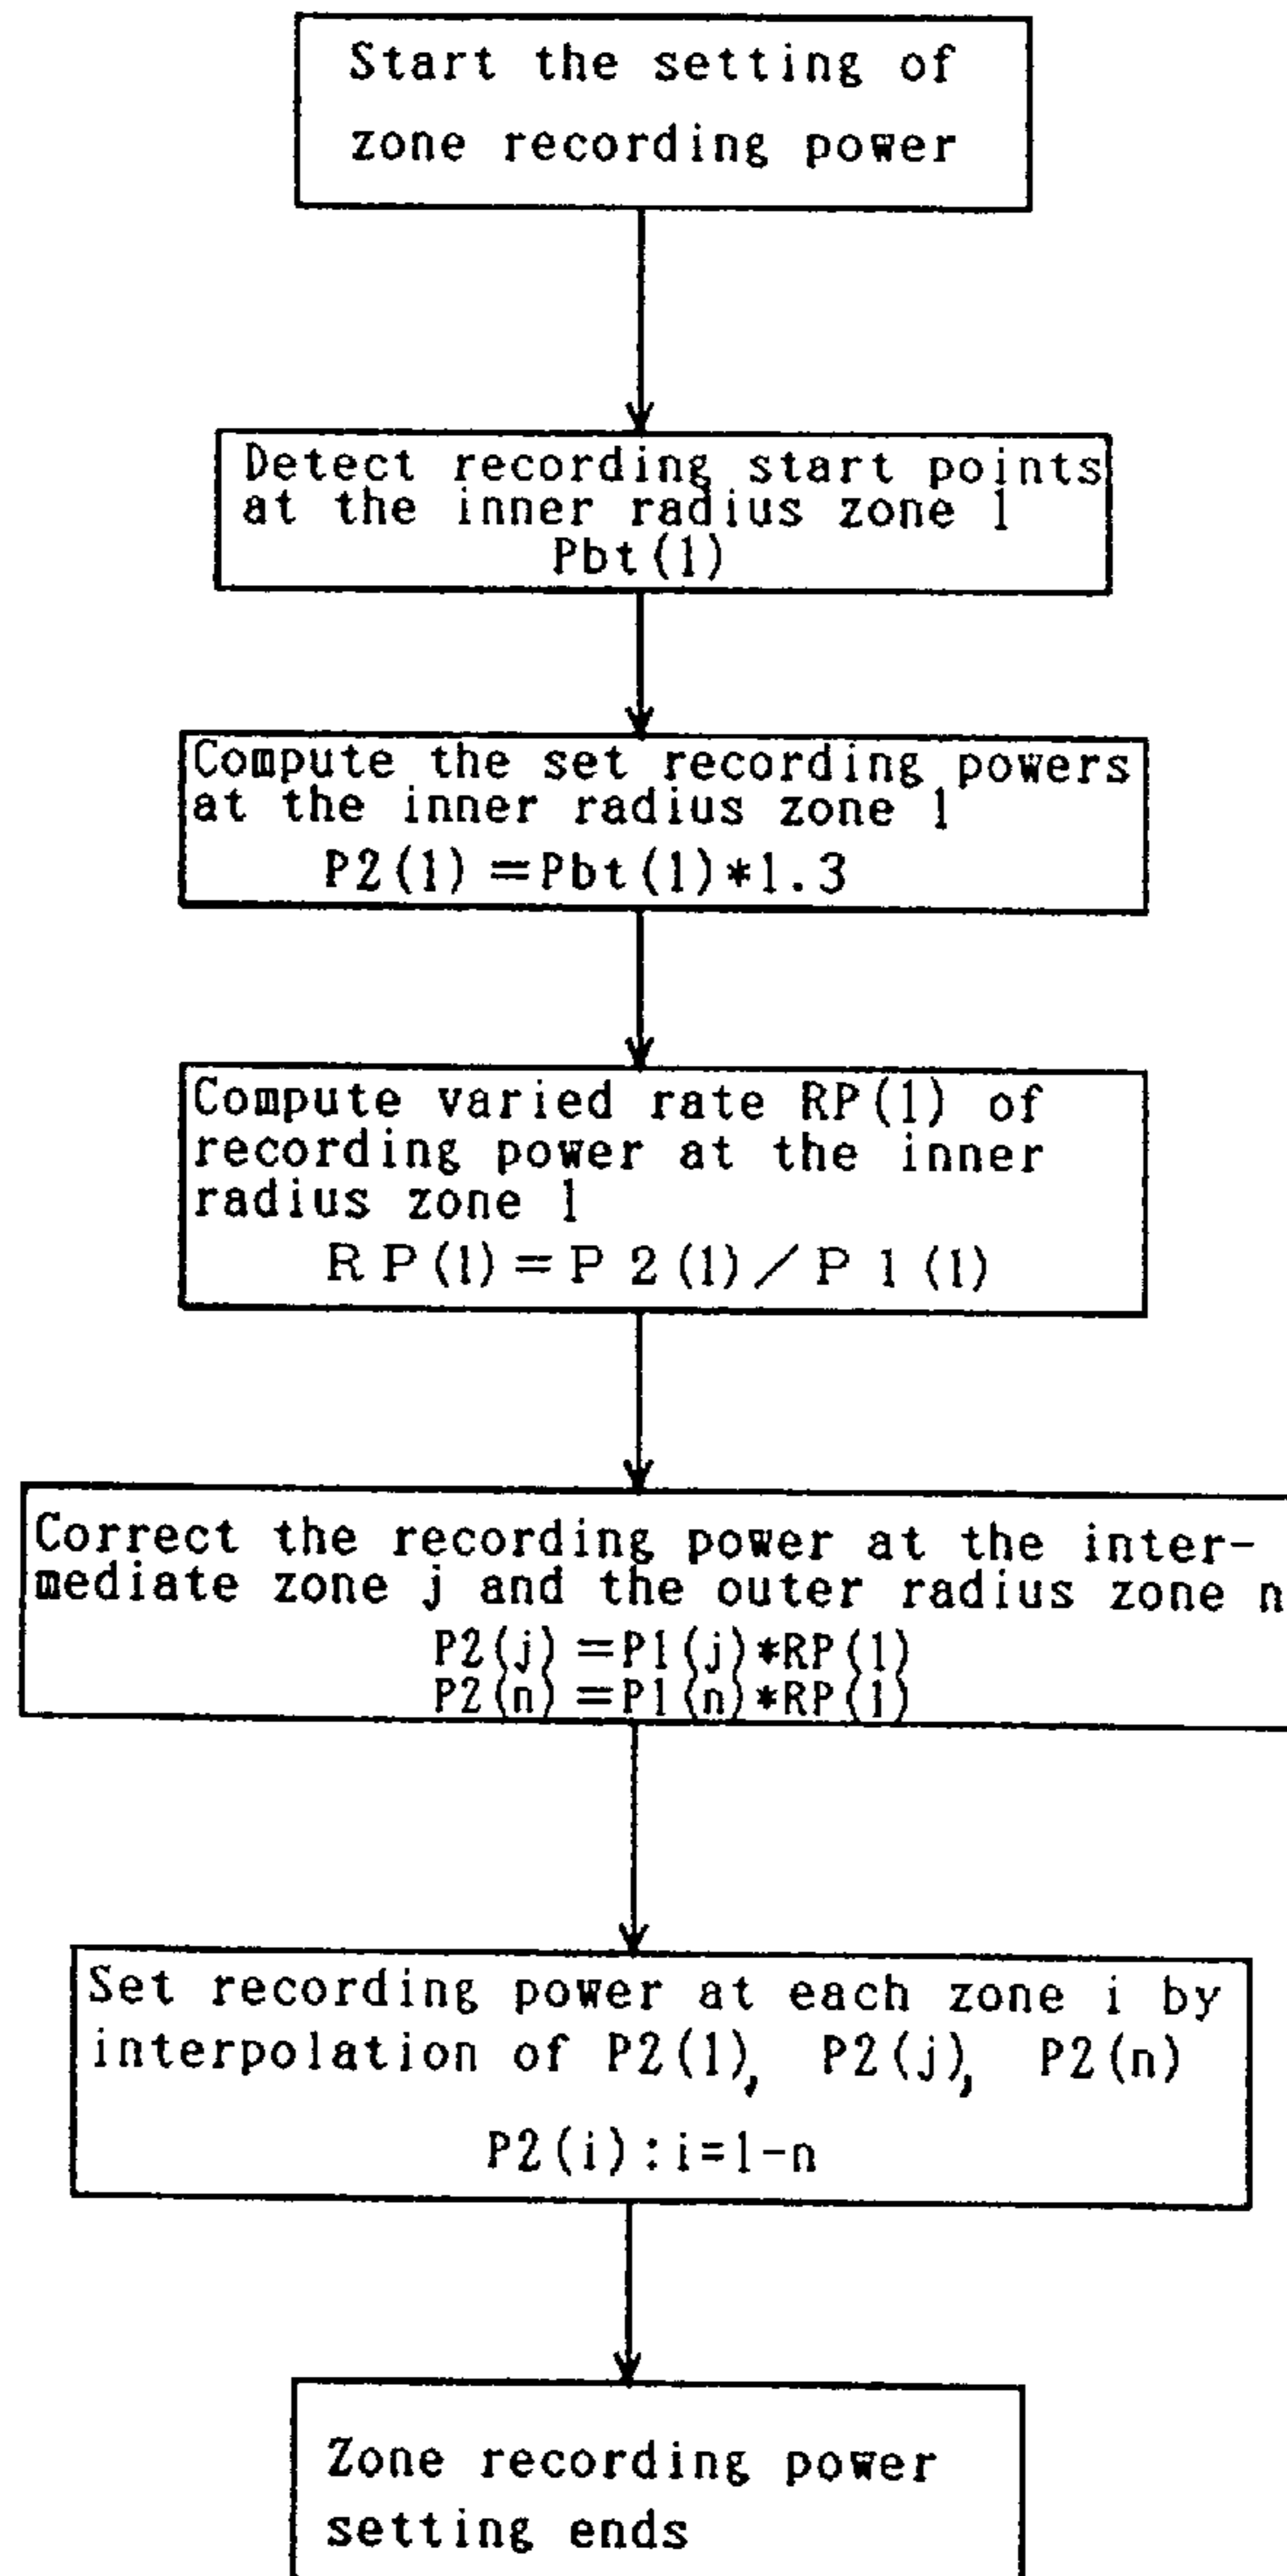 Start the setting of
zone recording power
Detect recording start points
at the inner radius zone 1
Pbt(1)
Compute the set recording powers
at the inner radius zone 1
P2(1)=Pbt(1)*1.3
Compute varied rate RP(1) of
recording power at the inner
radius zone 1
RP(1)=P2(1)/P1(1)
Correct the recording power at the inter-
mediate zone j and the outer radius zone n
P2(j)=P1(j)*RP(1)
P2(n)=P1(n)*RP(1)
Set recording power at each zone i by
interpolation of P2(1), P2(j), P2(n)
P2(i):i=1-n
Zone recording power
setting ends